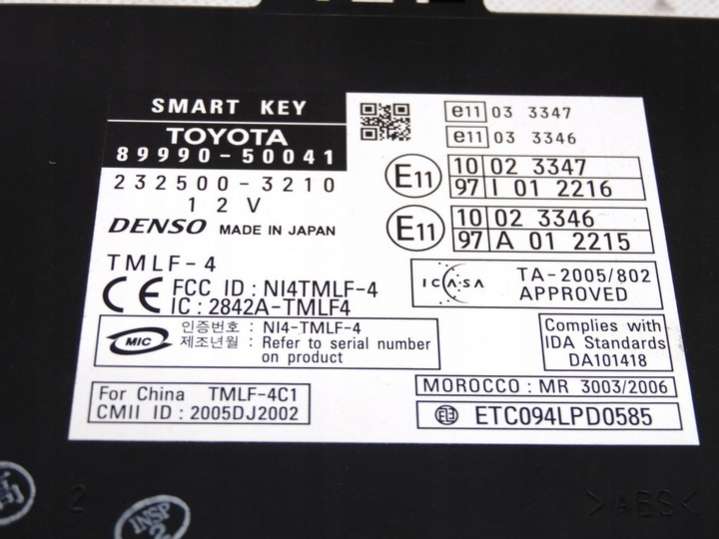 SMART KEY
TOYOTA
89990-50041
232500-3210
12V
DENSO MADE IN JAPAN
TMLF-4
CE FCC ID : NI4TMLF-4
IC : 2842A-TMLF4
MIC 인증번호 : NI4-TMLF-4
제조년월 : Refer to serial number
on product
For China TMLF-4C1
CMII ID : 2005DJ2002
e11 03 3347
e11 03 3346
E11 10 02 3347
97 I 01 2216
E11 10 02 3346
97 A 01 2215
ICASA TA-2005/802
APPROVED
Complies with
IDA Standards
DA101418
MOROCCO : MR 3003/2006
ETC094LPD0585
2
INSP
2
>ABS<